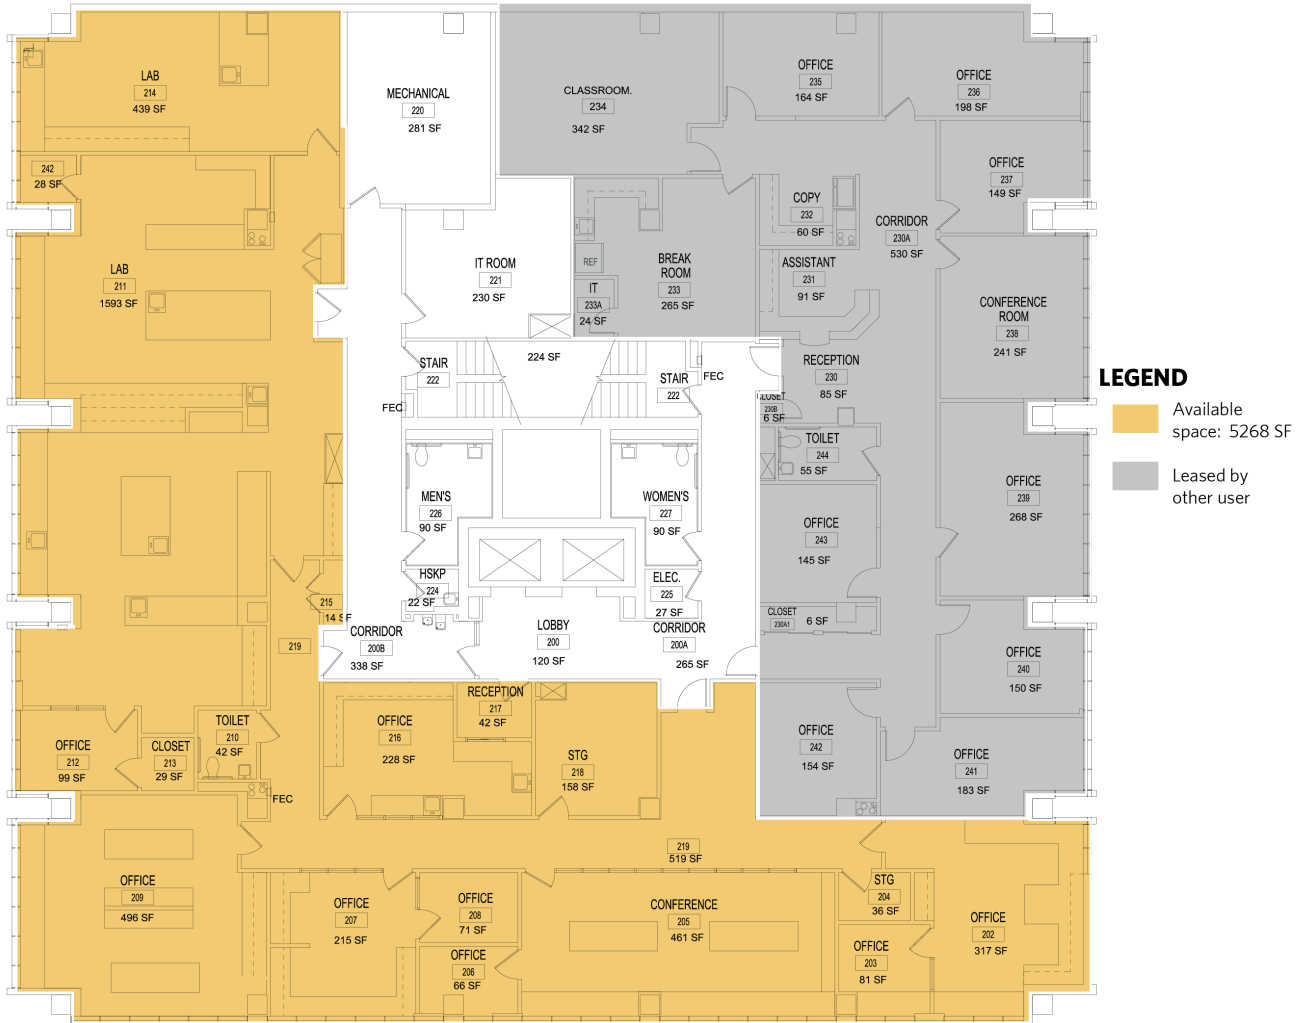 LAB
214
439 SF
MECHANICAL
220
281 SF
CLASSROOM.
234
342 SF
OFFICE
235
164 SF
OFFICE
236
198 SF
242
28 SF
OFFICE
237
149 SF
COPY
232
60 SF
CORRIDOR
230A
530 SF
LAB
211
1593 SF
IT ROOM
221
230 SF
REF
BREAK
ROOM
233
265 SF
IT
233A
24 SF
ASSISTANT
231
91 SF
CONFERENCE
ROOM
238
241 SF
STAIR
222
224 SF
STAIR
222
FEC
FEC
RECEPTION
230
85 SF
CLOSET
230B
6 SF
LEGEND
Available
space: 5268 SF
Leased by
other user
TOILET
244
55 SF
MEN'S
226
90 SF
WOMEN'S
227
90 SF
OFFICE
239
268 SF
OFFICE
243
145 SF
HSKP
224
22 SF
ELEC.
225
27 SF
215
14 SF
CLOSET
230A1
6 SF
219
CORRIDOR
200B
338 SF
LOBBY
200
120 SF
CORRIDOR
200A
265 SF
OFFICE
240
150 SF
RECEPTION
217
42 SF
OFFICE
216
228 SF
TOILET
210
42 SF
OFFICE
212
99 SF
CLOSET
213
29 SF
FEC
STG
218
158 SF
OFFICE
242
154 SF
OFFICE
241
183 SF
219
519 SF
OFFICE
209
496 SF
OFFICE
207
215 SF
OFFICE
208
71 SF
CONFERENCE
205
461 SF
STG
204
36 SF
OFFICE
202
317 SF
OFFICE
206
66 SF
OFFICE
203
81 SF